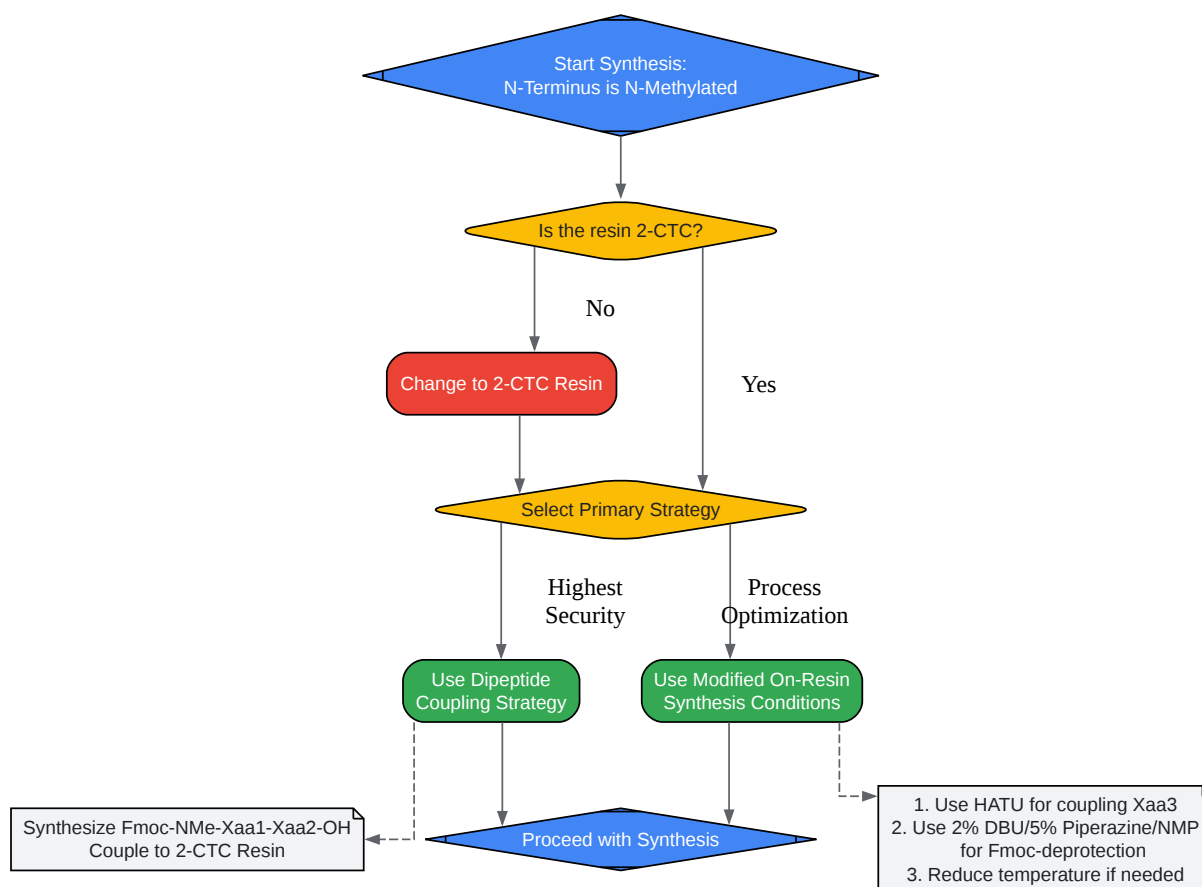 Start Synthesis:
N-Terminus is N-Methylated
Is the resin 2-CTC?
No
Change to 2-CTC Resin
Yes
Select Primary Strategy
Highest
Security
Process
Optimization
Use Dipeptide
Coupling Strategy
Use Modified On-Resin
Synthesis Conditions
Synthesize Fmoc-NMe-Xaa1-Xaa2-OH
Couple to 2-CTC Resin
Proceed with Synthesis
1. Use HATU for coupling Xaa3
2. Use 2% DBU/5% Piperazine/NMP
for Fmoc-deprotection
3. Reduce temperature if needed